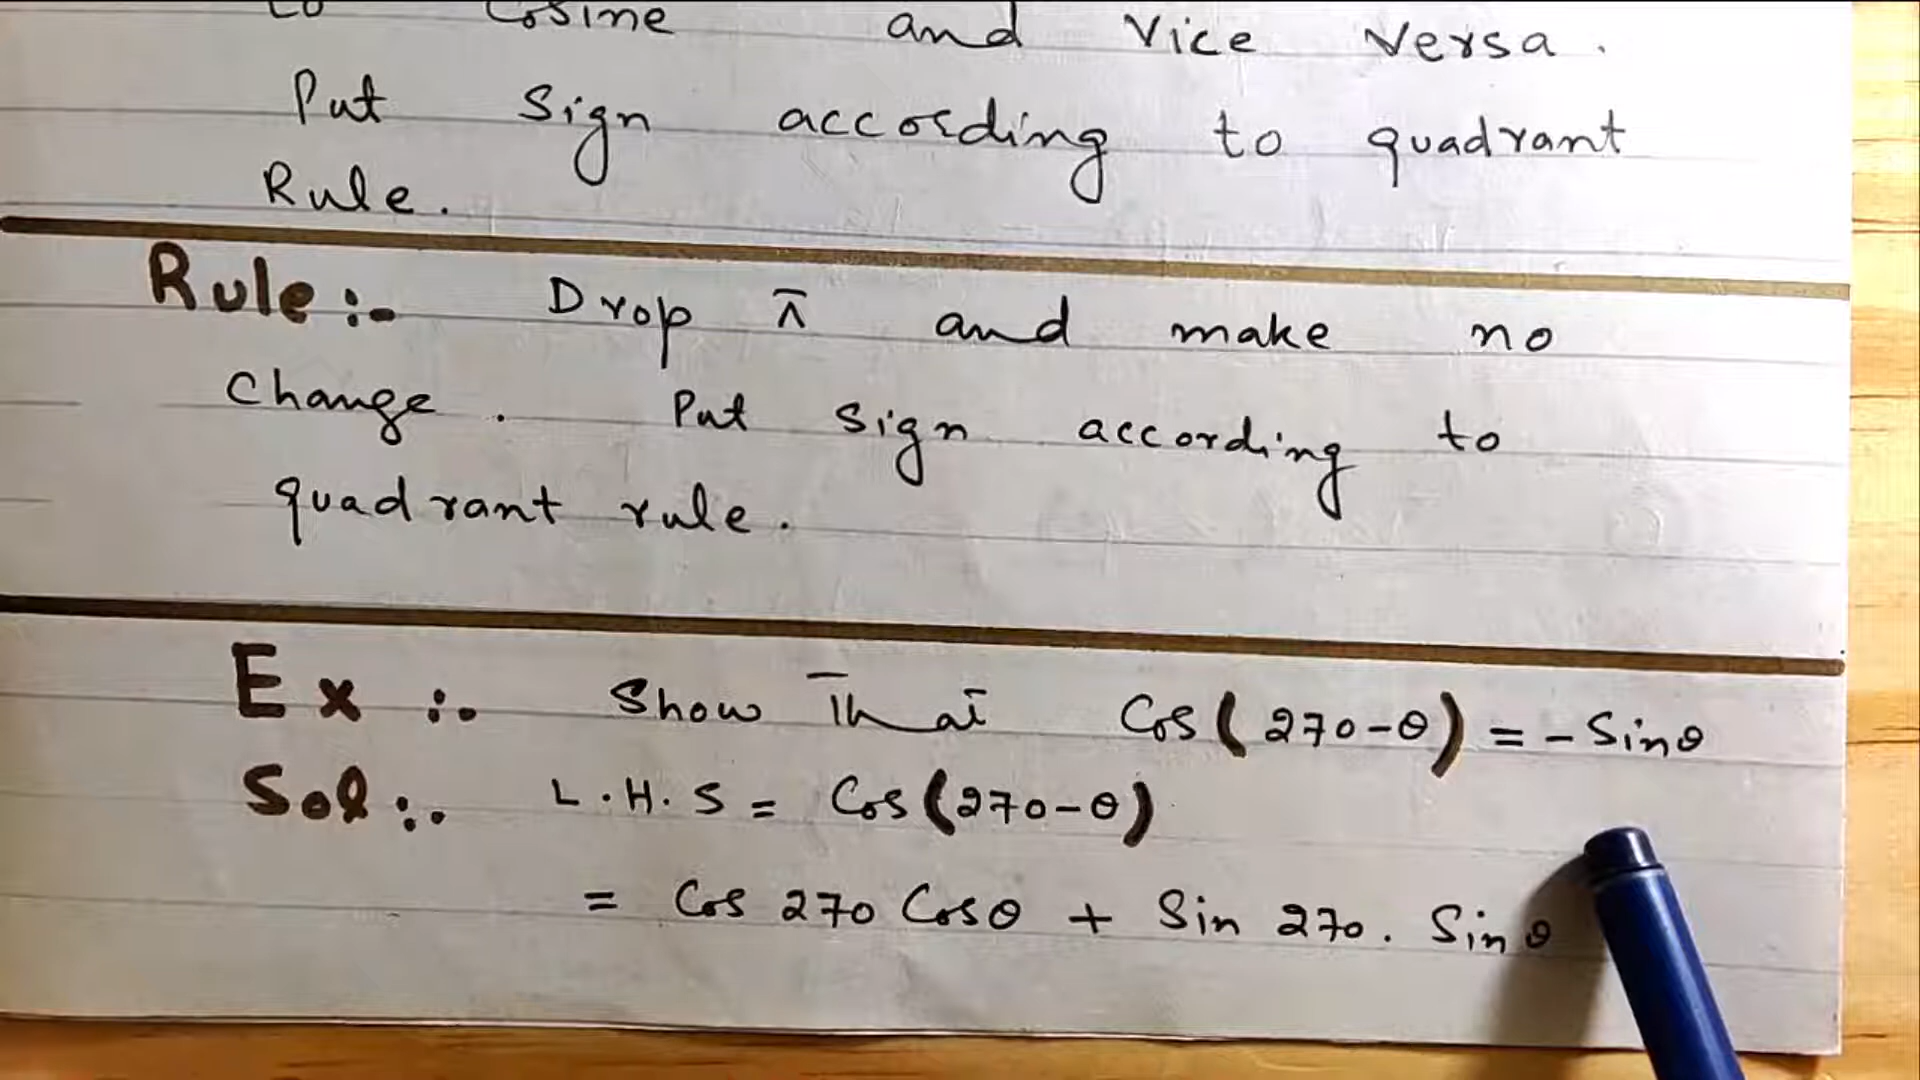 to Cosine and Vice Versa.
Put Sign according to quadrant
Rule.
Rule:- Drop π and make no
Change. Put Sign according to
quadrant rule.
Ex:- Show That Cos(270-θ) = -Sinθ
Sol:- L.H.S = Cos(270-θ)
= Cos 270 Cosθ + Sin 270. Sinθ